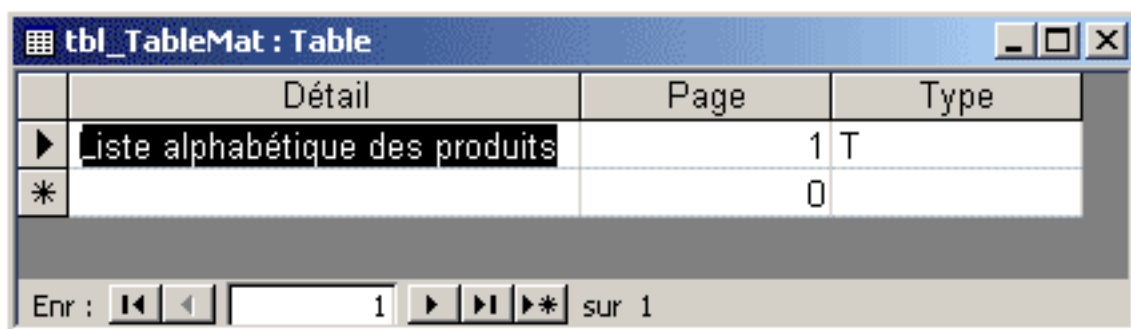 tbl_TableMat : Table
Détail Page Type
Liste alphabétique des produits 1 T
0
Enr : 1 sur 1